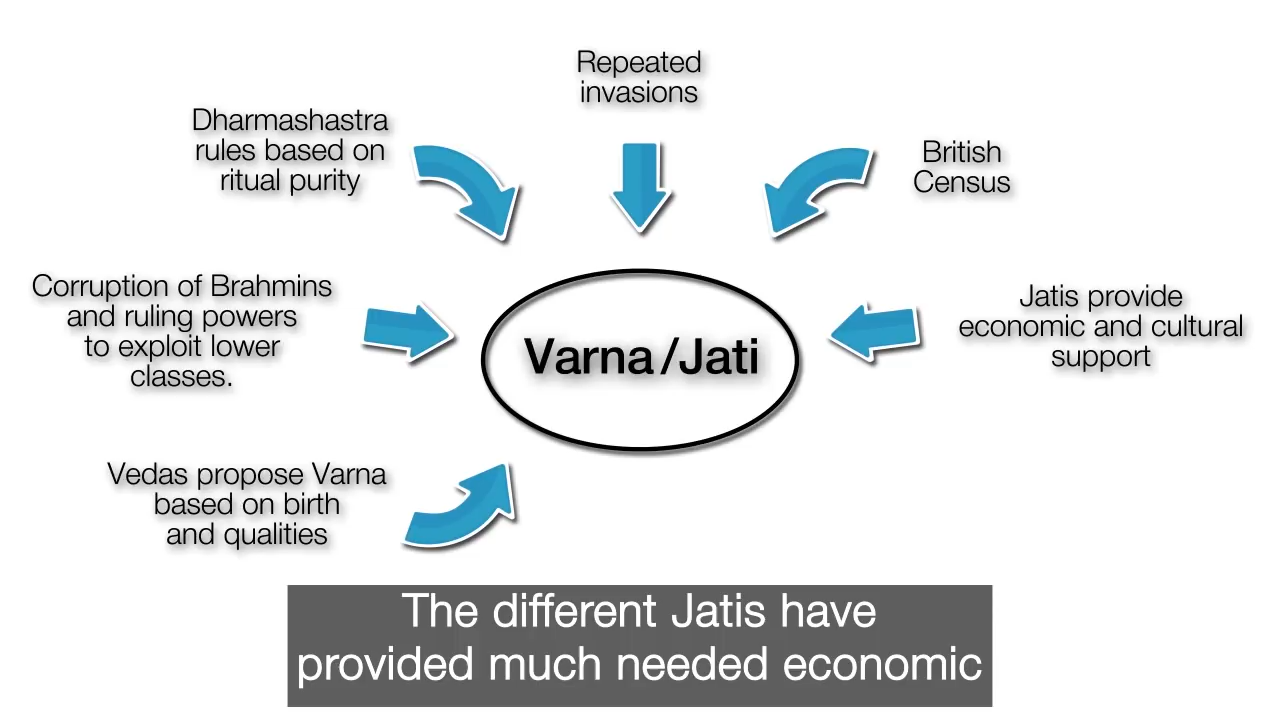 Repeated
invasions
Dharmashastra
rules based on
ritual purity
British
Census
Corruption of Brahmins
and ruling powers
to exploit lower
classes.
Jatis provide
economic and cultural
support
Varna/Jati
Vedas propose Varna
based on birth
and qualities
The different Jatis have
provided much needed economic